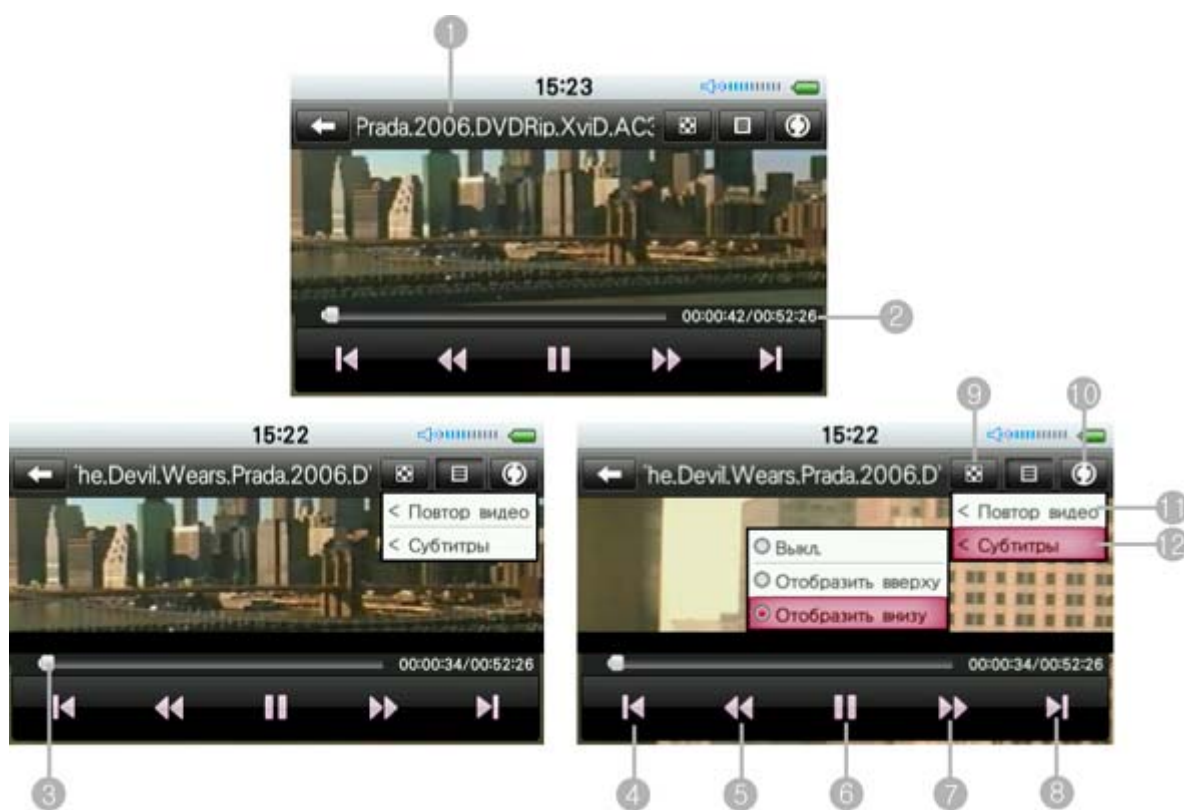 1
15:23
Prada.2006.DVDRip.XviD.AC3
00:00:42/00:52:26
2
9
10
15:22
'he.Devil.Wears.Prada.2006.D'
< Повтор видео
< Субтитры
00:00:34/00:52:26
3
15:22
'he.Devil.Wears.Prada.2006.D'
< Повтор видео
11
< Субтитры
12
Выкл.
Отобразить вверху
Отобразить внизу
00:00:34/00:52:26
4
5
6
7
8